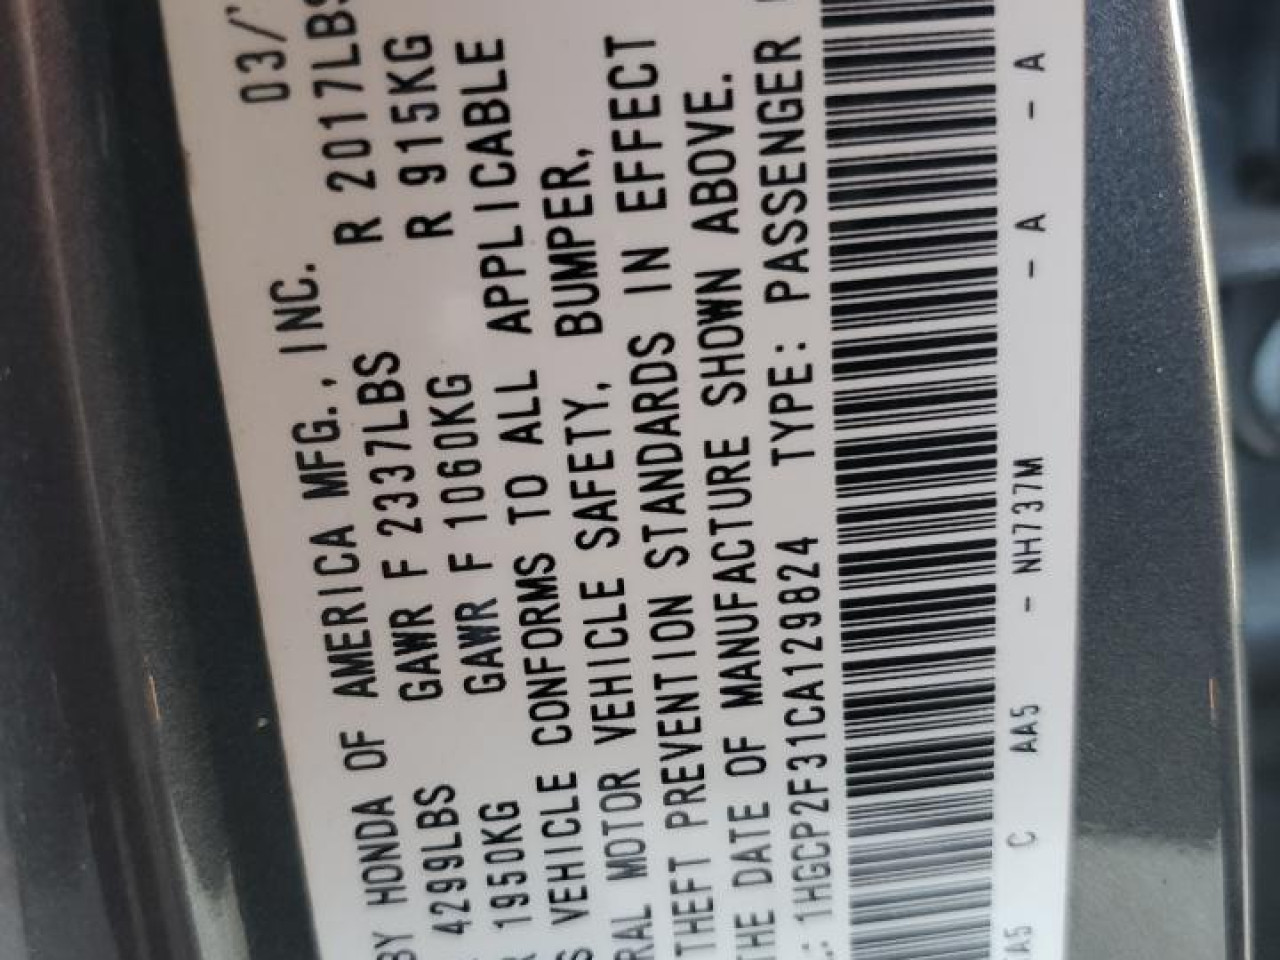 BY HONDA OF AMERICA MFG., INC. 03/
4299LBS GAWR F 2337LBS R 2017LBS
1950KG GAWR F 1060KG R 915KG
VEHICLE CONFORMS TO ALL APPLICABLE
RAL MOTOR VEHICLE SAFETY, BUMPER,
THEFT PREVENTION STANDARDS IN EFFECT
THE DATE OF MANUFACTURE SHOWN ABOVE.
.: 1HGCP2F31CA129824 TYPE: PASSENGER
A5 C AA5 - NH737M - A - A